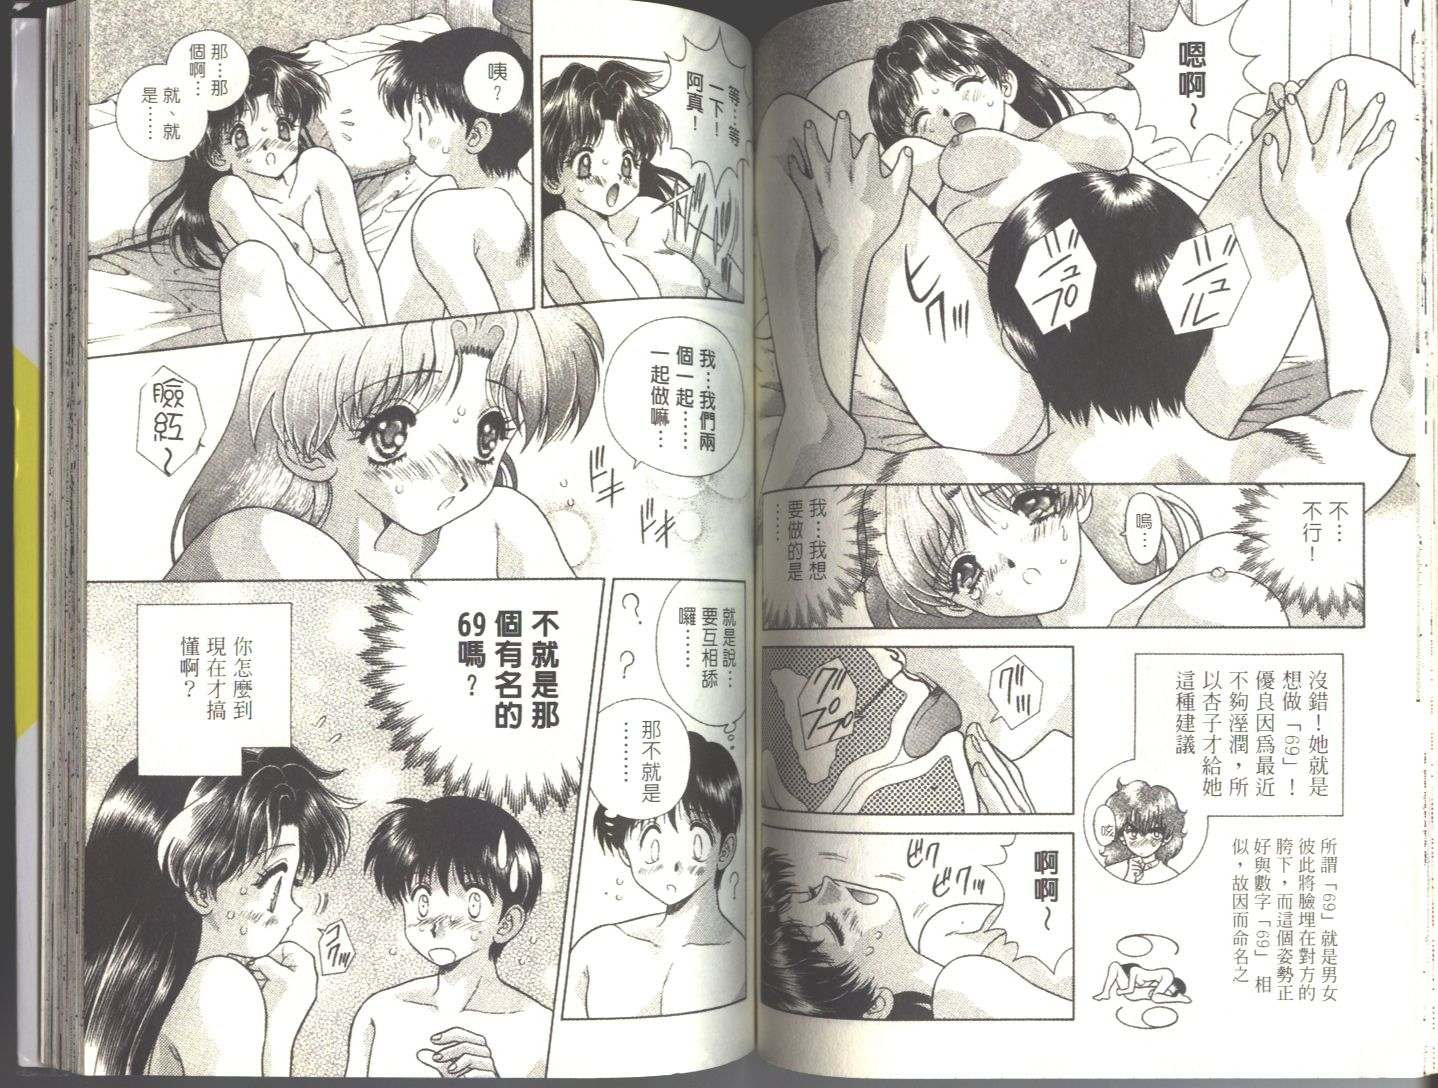 嗯啊～
ジュル
ジュプ
ビクッ
不…
不行！
嗚…
我…我想
要做的是
……
沒錯！她就是
想做「69」！
優良因為最近
不夠溼潤，所
以杏子才給她
這種建議
咳
所謂「69」就是男女
彼此將臉埋在對方的
胯下，而這個姿勢正
好與數字「69」相
似，故因而命名之
グプププ
啊啊～
ビクッ
ビクッ
等…等
一下！
阿真！
咦？
那…那
個啊…
就、就
是……
我…我們兩
個一起……
一起做嘛…
ドキ
ドキ
臉紅～
就是說…
要互相舔
囉……
那不就是
………
不就是那
個有名的
69嗎？
你怎麼到
現在才搞
懂啊？
コクッ